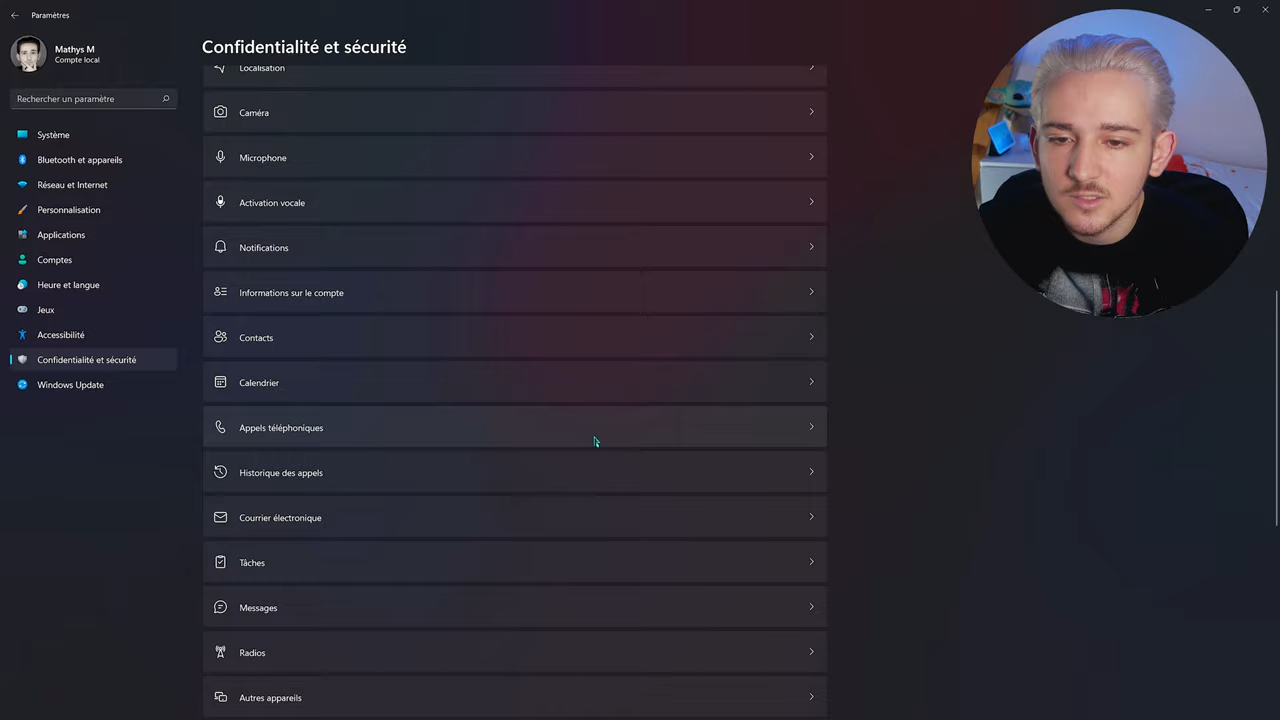 Paramètres
Mathys M
Compte local
Rechercher un paramètre
Système
Bluetooth et appareils
Réseau et Internet
Personnalisation
Applications
Comptes
Heure et langue
Jeux
Accessibilité
Confidentialité et sécurité
Windows Update
Confidentialité et sécurité
Localisation
Caméra
Microphone
Activation vocale
Notifications
Informations sur le compte
Contacts
Calendrier
Appels téléphoniques
Historique des appels
Courrier électronique
Tâches
Messages
Radios
Autres appareils